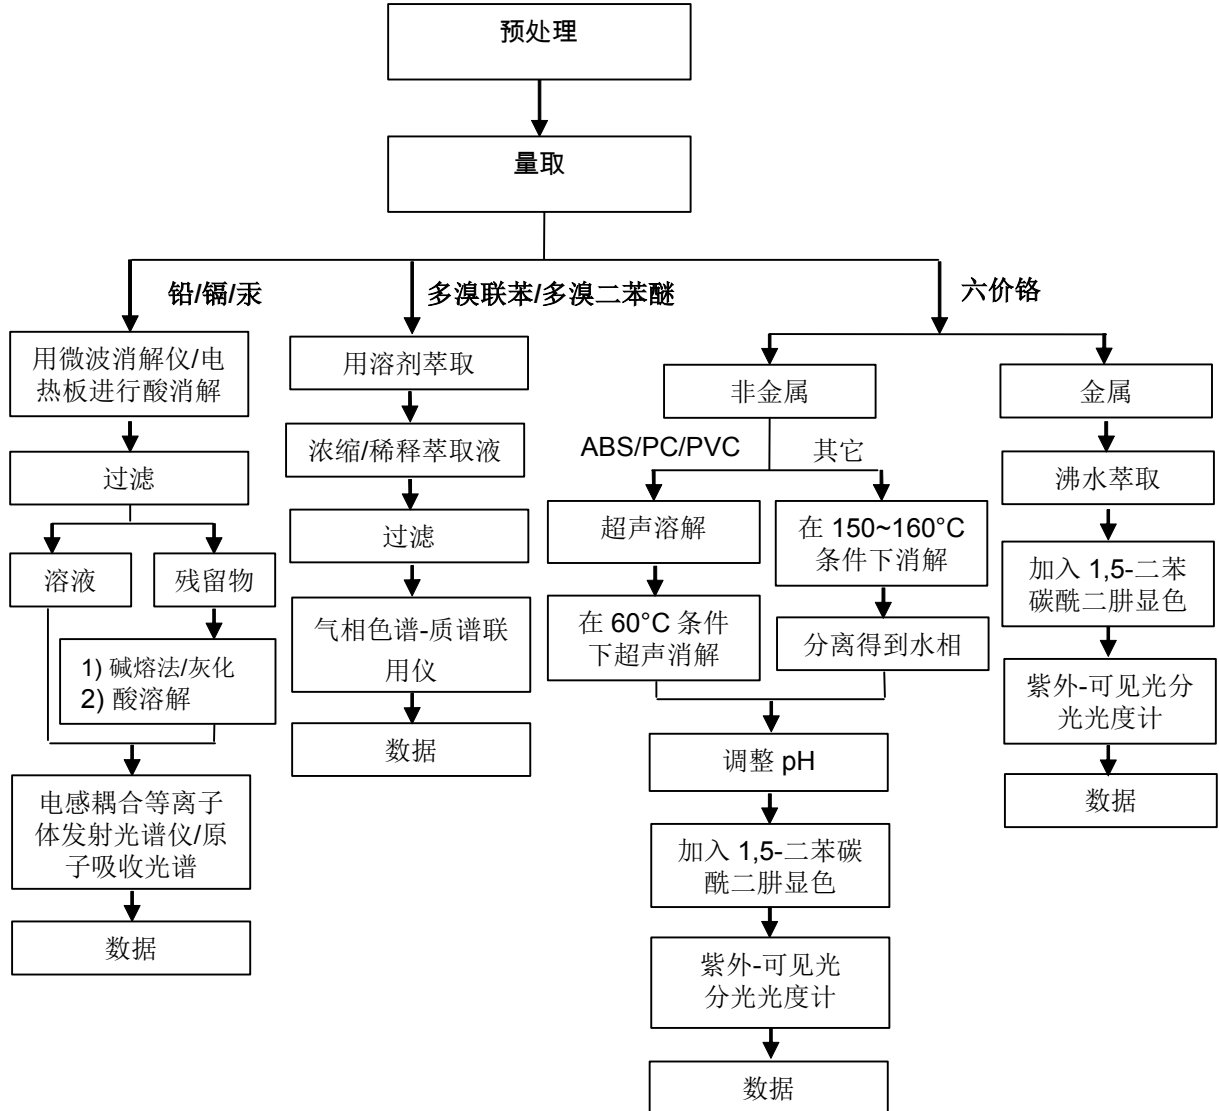 预处理
量取
铅/镉/汞
多溴联苯/多溴二苯醚
六价铬
用微波消解仪/电
热板进行酸消解
过滤
溶液
残留物
1) 碱熔法/灰化
2) 酸溶解
电感耦合等离子
体发射光谱仪/原
子吸收光谱
数据
用溶剂萃取
浓缩/稀释萃取液
过滤
气相色谱-质谱联
用仪
数据
非金属
ABS/PC/PVC
其它
超声溶解
在 60°C 条件
下超声消解
在 150~160°C
条件下消解
分离得到水相
调整 pH
加入 1,5-二苯碳
酰二肼显色
紫外-可见光
分光光度计
数据
金属
沸水萃取
加入 1,5-二苯
碳酰二肼显色
紫外-可见光分
光光度计
数据